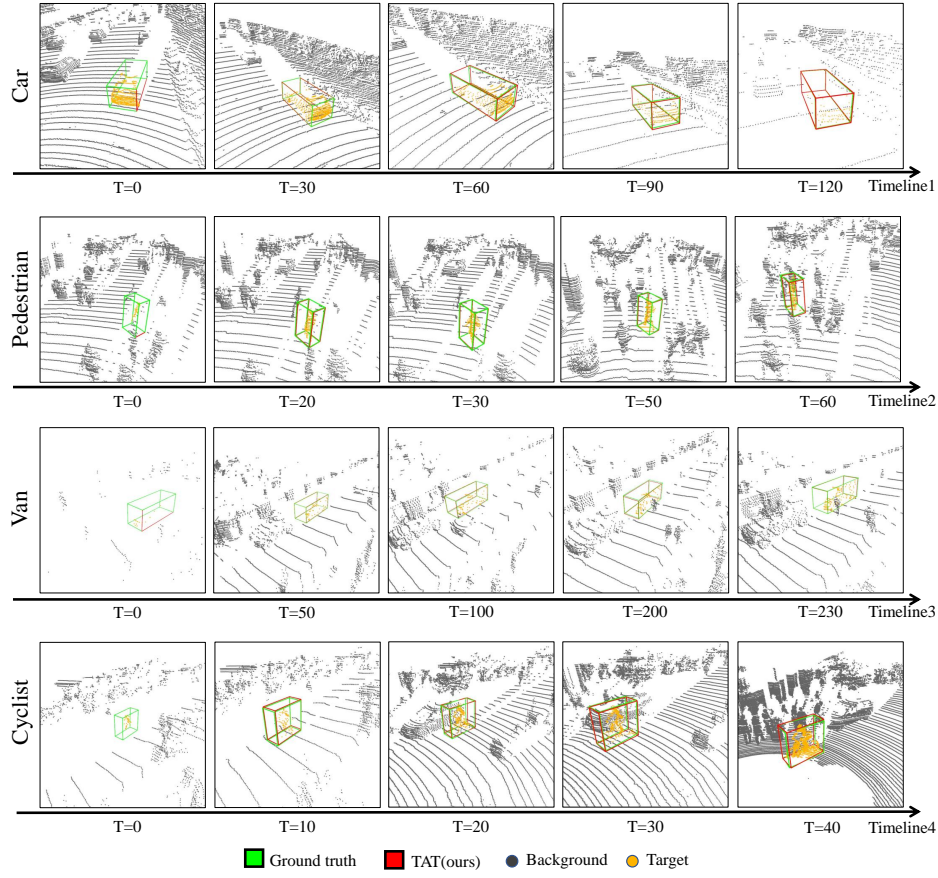 Car
T=0 T=30 T=60 T=90 T=120 Timeline1
Pedestrian
T=0 T=20 T=30 T=50 T=60 Timeline2
Van
T=0 T=50 T=100 T=200 T=230 Timeline3
Cyclist
T=0 T=10 T=20 T=30 T=40 Timeline4
Ground truth TAT(ours) Background Target